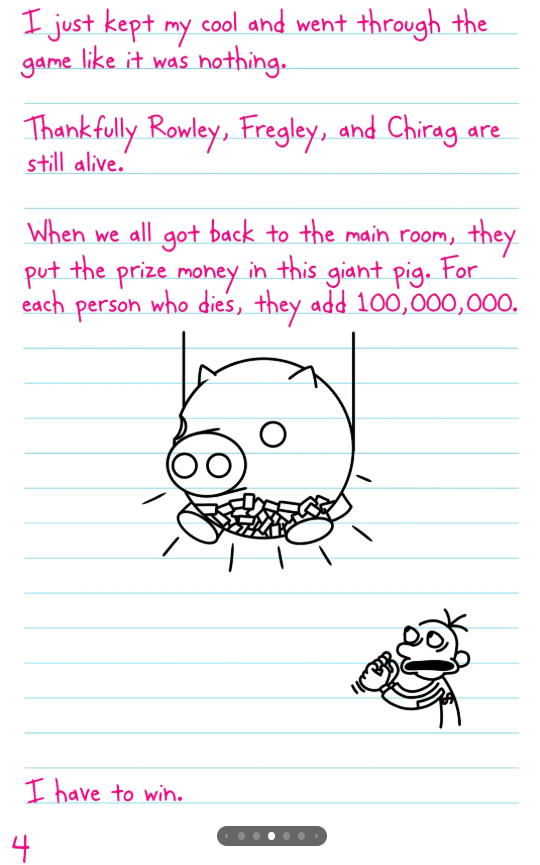 I just kept my cool and went through the
game like it was nothing.
Thankfully Rowley, Fregley, and Chirag are
still alive.
When we all got back to the main room, they
put the prize money in this giant pig. For
each person who dies, they add 100,000,000.
I have to win.
4